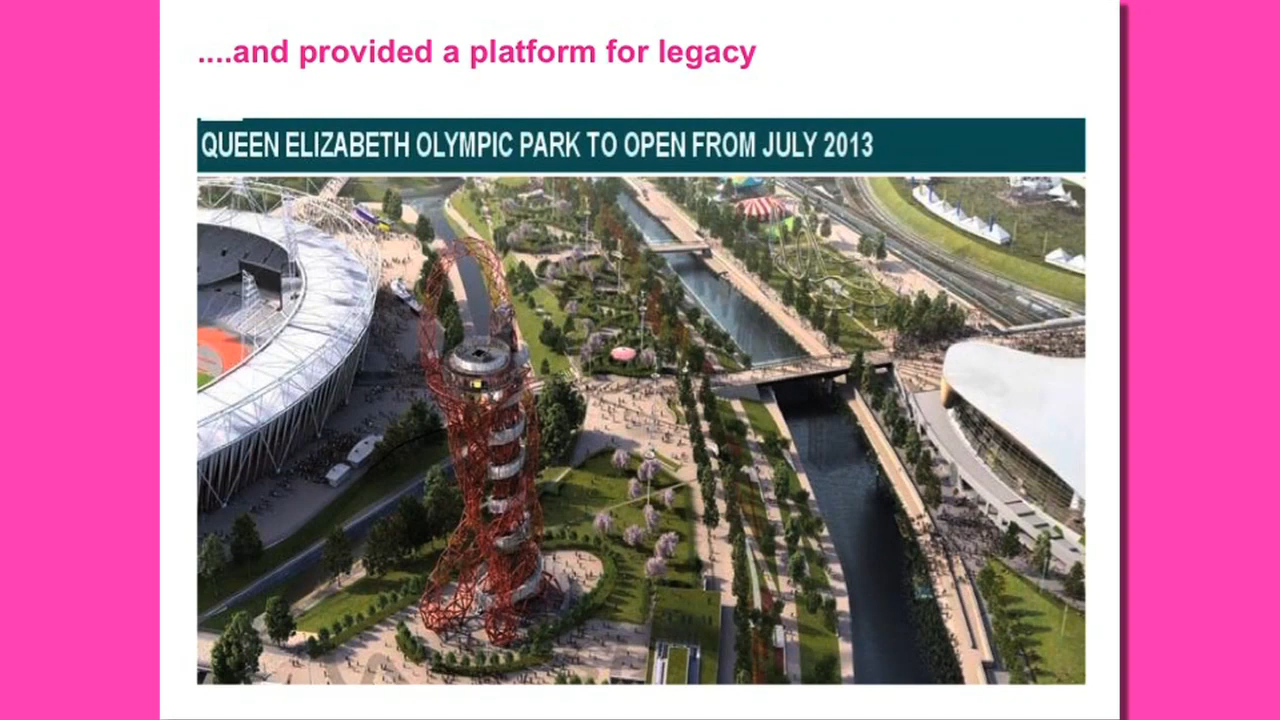 ....and provided a platform for legacy
QUEEN ELIZABETH OLYMPIC PARK TO OPEN FROM JULY 2013